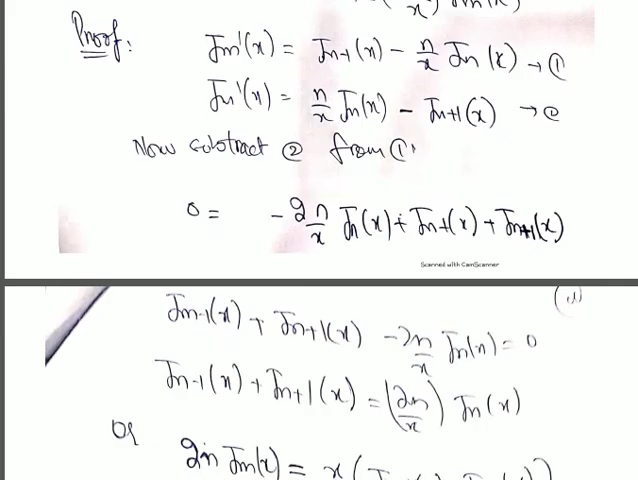 Proof: Jn'(x) = Jn-1(x) - n/x Jn(x) → ①
Jn'(x) = n/x Jn(x) - Jn+1(x) → ②
Now subtract ② from ①,
0 = -2n/x Jn(x) + Jn-1(x) + Jn+1(x)
Scanned with CamScanner
Jn-1(x) + Jn+1(x) - 2n/x Jn(x) = 0
Jn-1(x) + Jn+1(x) = (2n/x) Jn(x)
Or
2n Jn(x) = x(